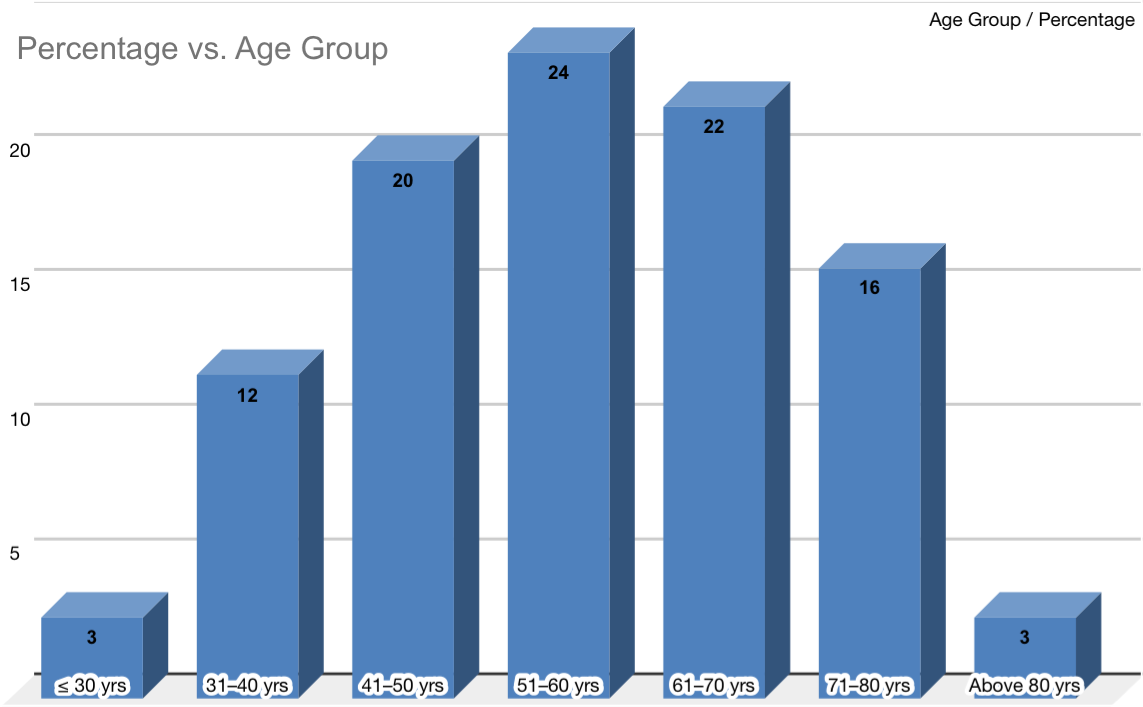 Age Group / Percentage
Percentage vs. Age Group
24
22
20
20
16
15
12
10
5
3
3
≤ 30 yrs
31–40 yrs
41–50 yrs
51–60 yrs
61–70 yrs
71–80 yrs
Above 80 yrs